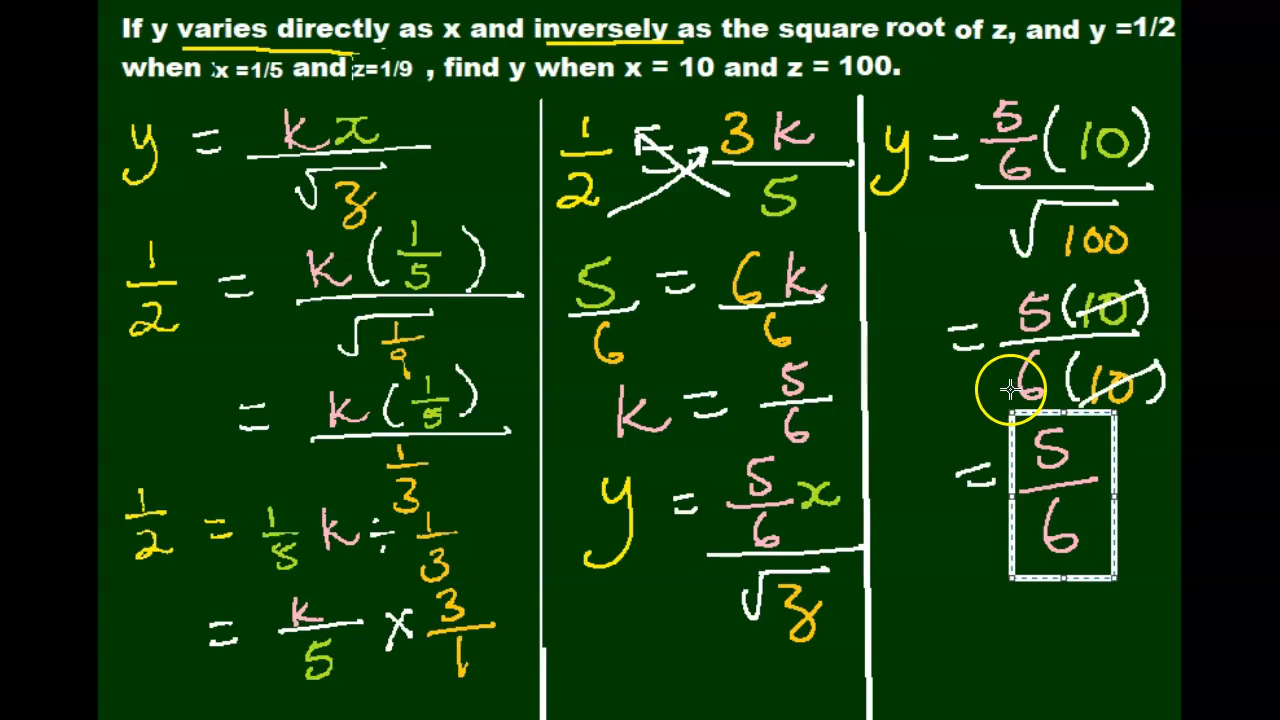 If y varies directly as x and inversely as the square root of z, and y =1/2
when x =1/5 and z=1/9 , find y when x = 10 and z = 100.
y = kx/√z
1/2 = k(1/5)/√1/9
= k(1/5)/1/3
1/2 = 1/5 k ÷ 1/3
= k/5 × 3/1
1/2 = 3k/5
5/6 = 6k/6
k = 5/6
y = 5/6 x/√z
y = 5/6(10)/√100
= 5(10)/6(10)
= 5/6